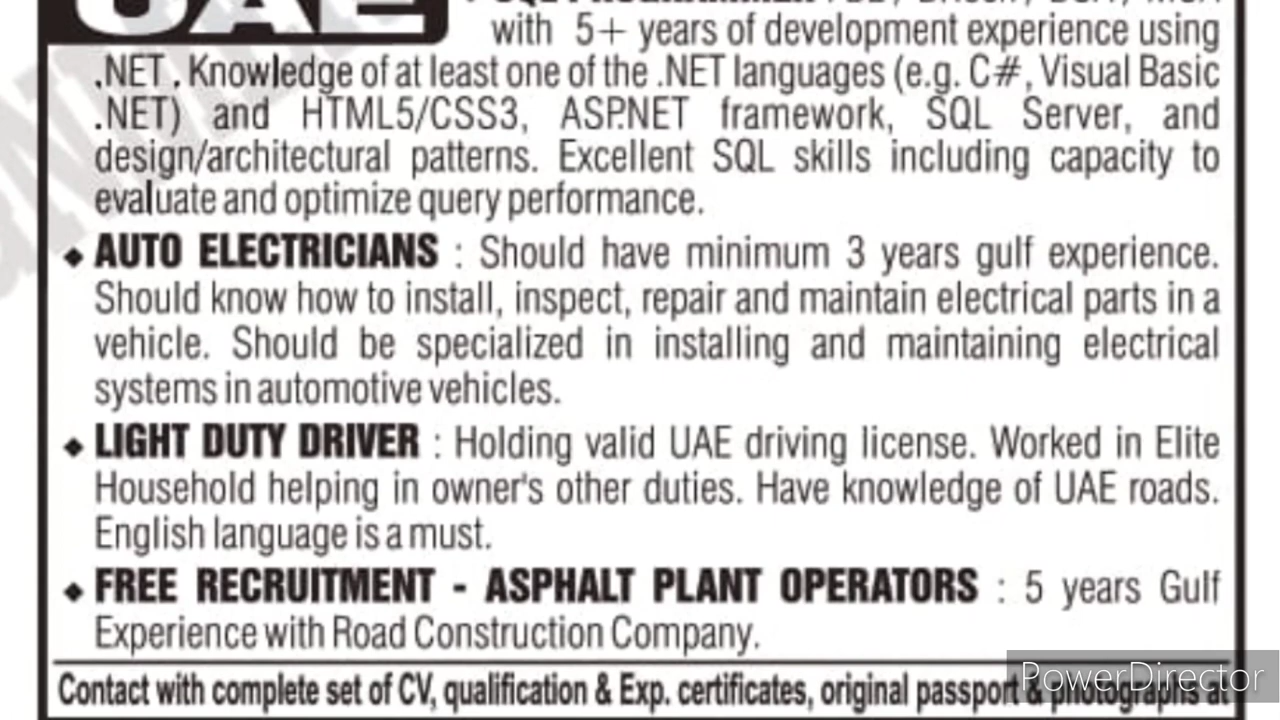 UAE
with 5+ years of development experience using
.NET. Knowledge of at least one of the .NET languages (e.g. C#, Visual Basic
.NET) and HTML5/CSS3, ASP.NET framework, SQL Server, and
design/architectural patterns. Excellent SQL skills including capacity to
evaluate and optimize query performance.
◆ AUTO ELECTRICIANS : Should have minimum 3 years gulf experience.
Should know how to install, inspect, repair and maintain electrical parts in a
vehicle. Should be specialized in installing and maintaining electrical
systems in automotive vehicles.
◆ LIGHT DUTY DRIVER : Holding valid UAE driving license. Worked in Elite
Household helping in owner's other duties. Have knowledge of UAE roads.
English language is a must.
◆ FREE RECRUITMENT - ASPHALT PLANT OPERATORS : 5 years Gulf
Experience with Road Construction Company.
Contact with complete set of CV, qualification & Exp. certificates, original passport & photographs at
PowerDirector